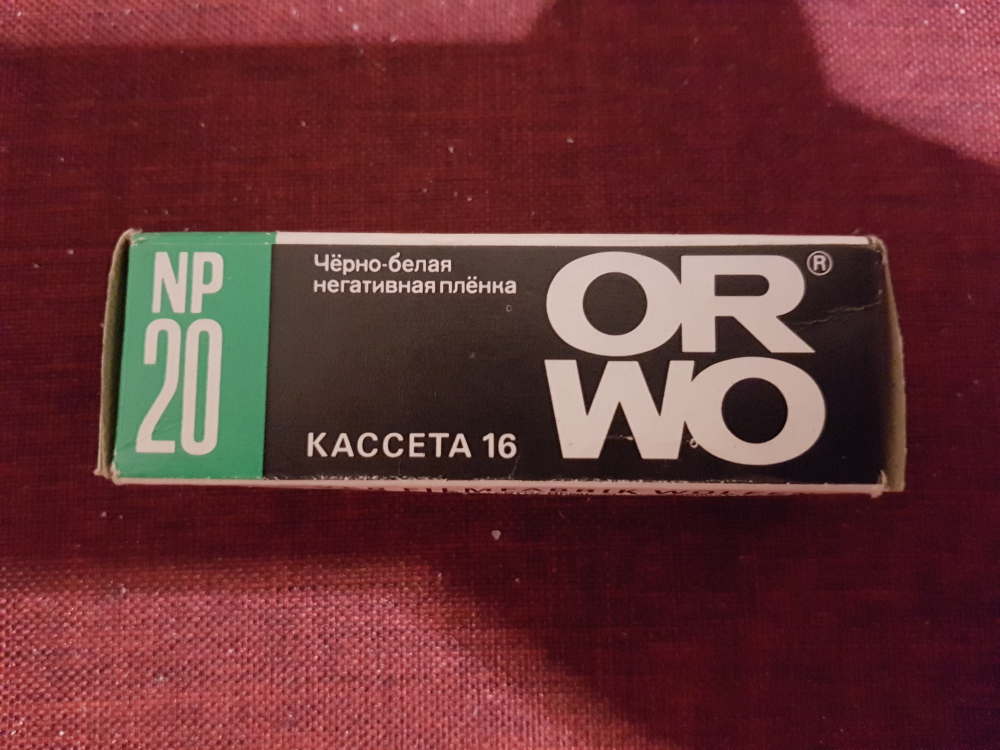 NP
20
Чёрно-белая
негативная плёнка
КАССЕТА 16
OR®
WO